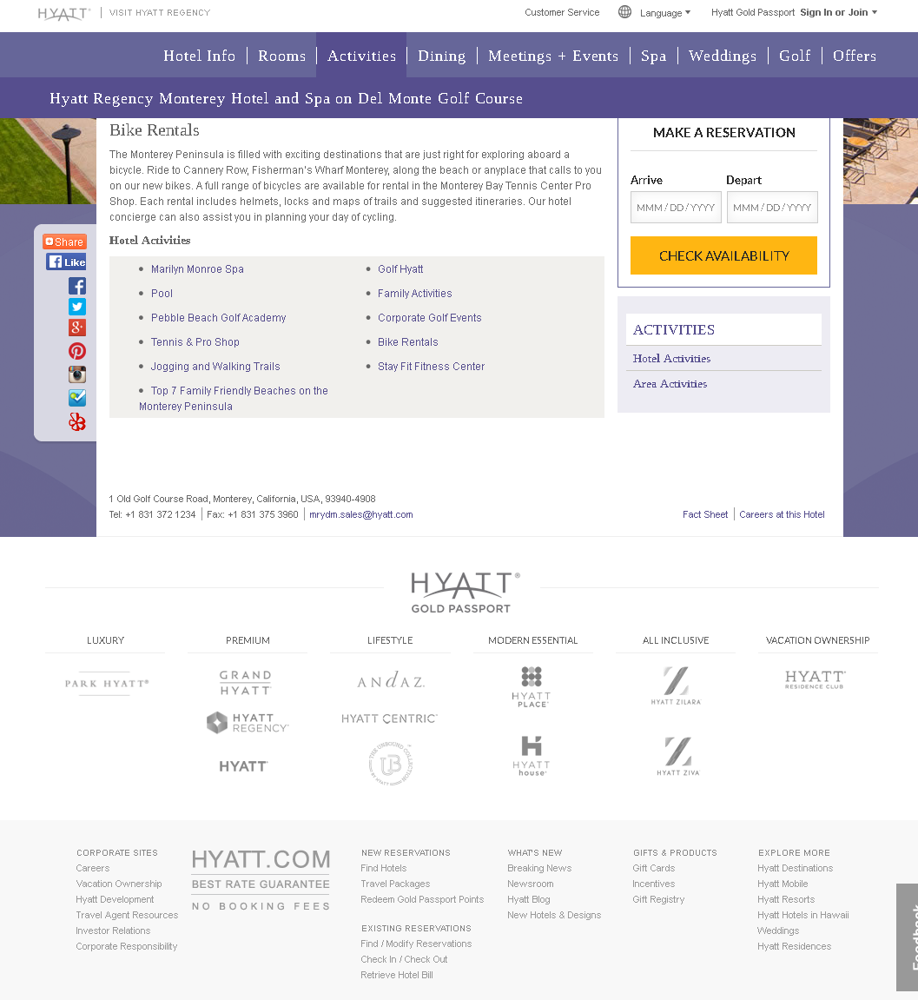 HYATT VISIT HYATT REGENCY Customer Service Language Hyatt Gold Passport Sign In or Join
Hotel Info Rooms Activities Dining Meetings + Events Spa Weddings Golf Offers
Hyatt Regency Monterey Hotel and Spa on Del Monte Golf Course
Bike Rentals
The Monterey Peninsula is filled with exciting destinations that are just right for exploring aboard a
bicycle. Ride to Cannery Row, Fisherman's Wharf Monterey, along the beach or anyplace that calls to you
on our new bikes. A full range of bicycles are available for rental in the Monterey Bay Tennis Center Pro
Shop. Each rental includes helmets, locks and maps of trails and suggested itineraries. Our hotel
concierge can also assist you in planning your day of cycling.
Hotel Activities
• Marilyn Monroe Spa
• Pool
• Pebble Beach Golf Academy
• Tennis & Pro Shop
• Jogging and Walking Trails
• Top 7 Family Friendly Beaches on the
Monterey Peninsula
• Golf Hyatt
• Family Activities
• Corporate Golf Events
• Bike Rentals
• Stay Fit Fitness Center
MAKE A RESERVATION
Arrive Depart
MMM / DD / YYYY MMM / DD / YYYY
CHECK AVAILABILITY
ACTIVITIES
Hotel Activities
Area Activities
Share
Like
1 Old Golf Course Road, Monterey, California, USA, 93940-4908
Tel: +1 831 372 1234 Fax: +1 831 375 3960 mrydm.sales@hyatt.com Fact Sheet Careers at this Hotel
HYATT®
GOLD PASSPORT
LUXURY
PARK HYATT®
PREMIUM
GRAND
HYATT
HYATT
REGENCY
HYATT
LIFESTYLE
ANdAZ
HYATT CENTRIC
THE UNBOUND COLLECTION
BY HYATT
UB
MODERN ESSENTIAL
HYATT
PLACE
HYATT
house
ALL INCLUSIVE
HYATT ZILARA
HYATT ZIVA
VACATION OWNERSHIP
HYATT
RESIDENCE CLUB
CORPORATE SITES
Careers
Vacation Ownership
Hyatt Development
Travel Agent Resources
Investor Relations
Corporate Responsibility
HYATT.COM
BEST RATE GUARANTEE
NO BOOKING FEES
NEW RESERVATIONS
Find Hotels
Travel Packages
Redeem Gold Passport Points
EXISTING RESERVATIONS
Find / Modify Reservations
Check In / Check Out
Retrieve Hotel Bill
WHAT'S NEW
Breaking News
Newsroom
Hyatt Blog
New Hotels & Designs
GIFTS & PRODUCTS
Gift Cards
Incentives
Gift Registry
EXPLORE MORE
Hyatt Destinations
Hyatt Mobile
Hyatt Resorts
Hyatt Hotels in Hawaii
Weddings
Hyatt Residences
Feedback